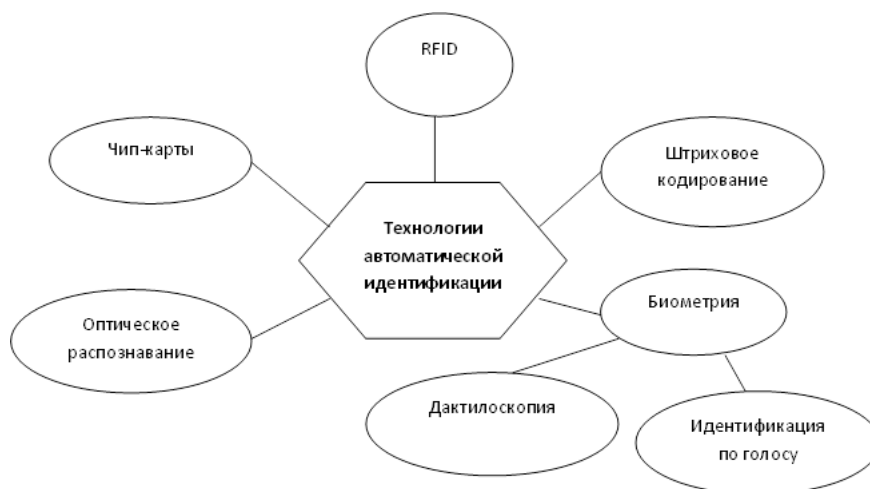 RFID
Чип-карты
Штриховое
кодирование
Технологии
автоматической
идентификации
Биометрия
Оптическое
распознавание
Дактилоскопия
Идентификация
по голосу